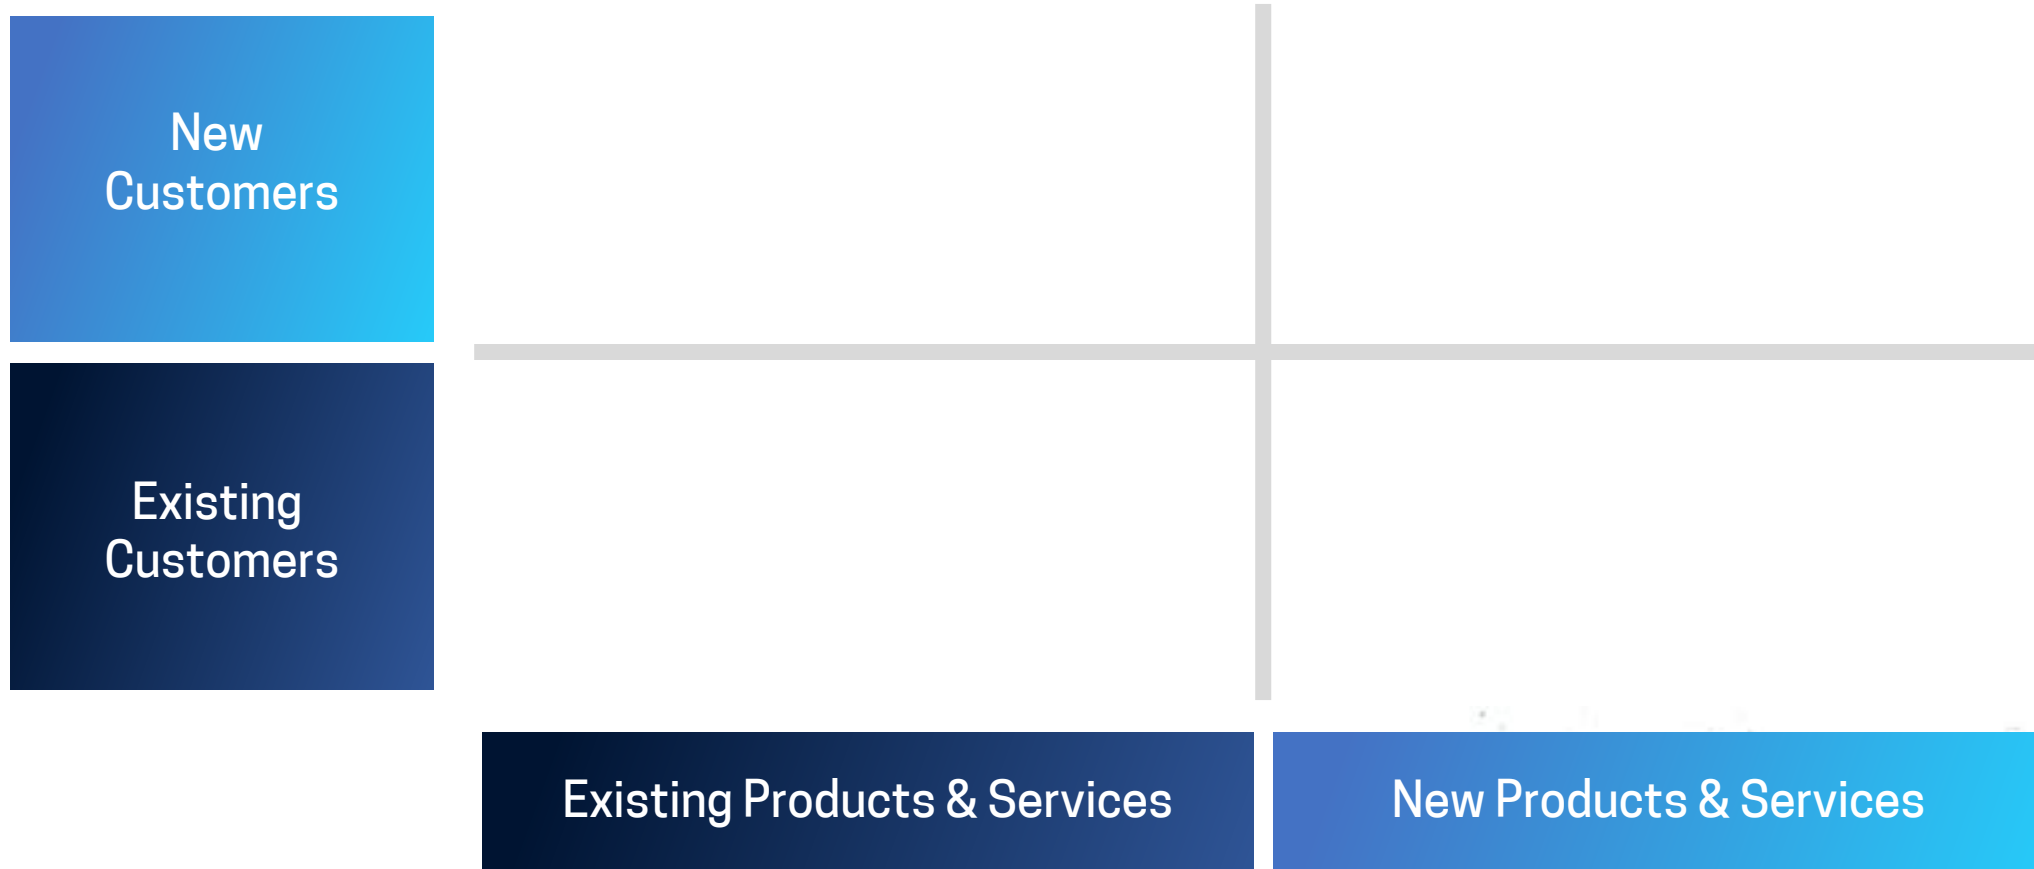 New
Customers
Existing
Customers
Existing Products & Services
New Products & Services